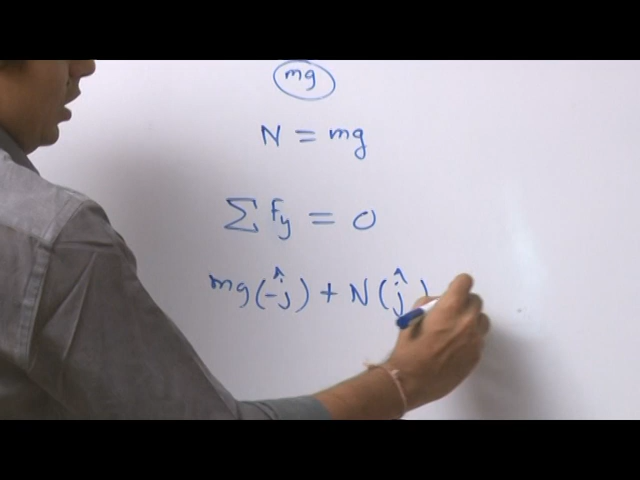 mg
N = mg
Σ Fy = 0
mg(-ĵ) + N(ĵ)